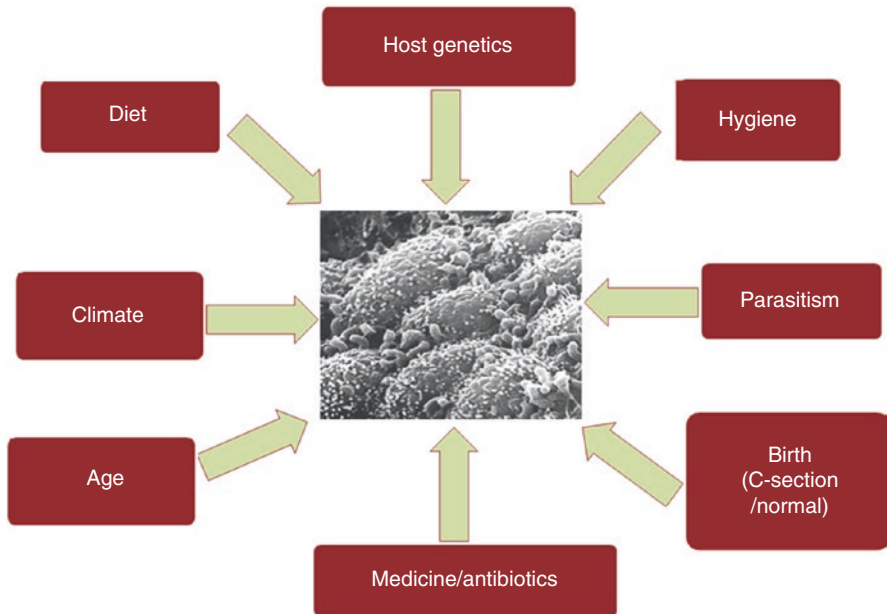 Host genetics
Diet
Hygiene
Climate
Parasitism
Age
Birth
(C-section
/normal)
Medicine/antibiotics